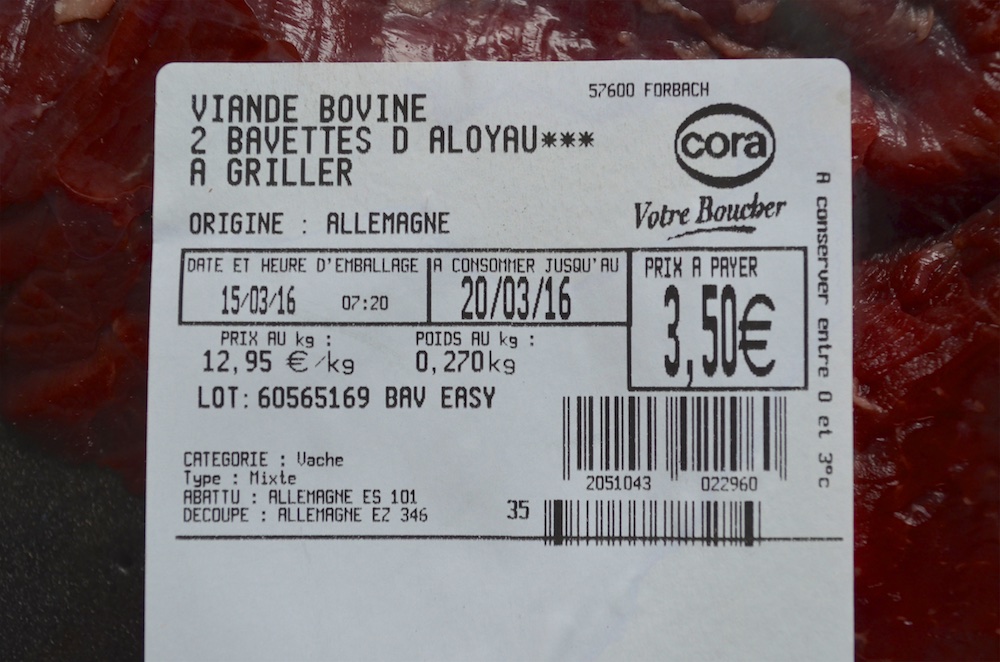 57600 FORBACH
VIANDE BOVINE
2 BAVETTES D ALOYAU***
A GRILLER
cora
Votre Boucher
ORIGINE : ALLEMAGNE
DATE ET HEURE D'EMBALLAGE
15/03/16 07:20
A CONSOMMER JUSQU'AU
20/03/16
PRIX A PAYER
3,50€
PRIX AU kg :
12,95 €/kg
POIDS AU kg :
0,270kg
LOT: 60565169 BAV EASY
CATEGORIE : Vache
Type : Mixte
ABATTU : ALLEMAGNE ES 101
DECOUPE : ALLEMAGNE EZ 346
2051043 022960
35
A conserver entre 0 et 3°c